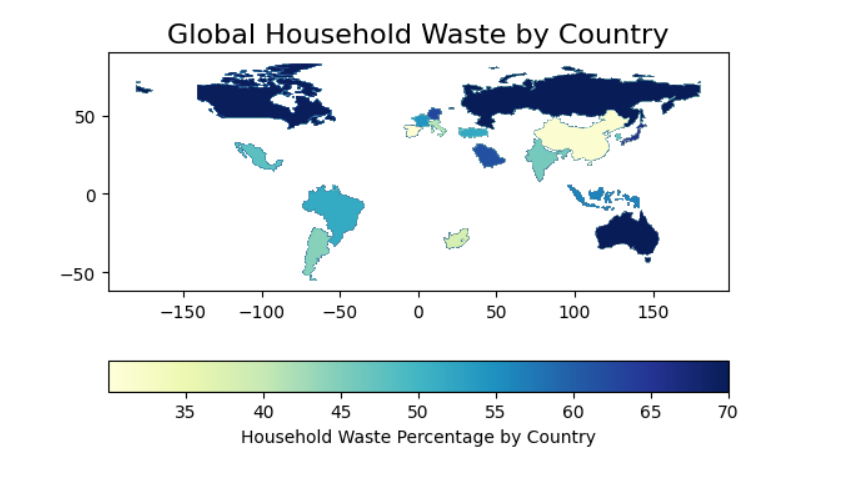 Global Household Waste by Country
50
0
−50
−150 −100 −50 0 50 100 150
35 40 45 50 55 60 65 70
Household Waste Percentage by Country